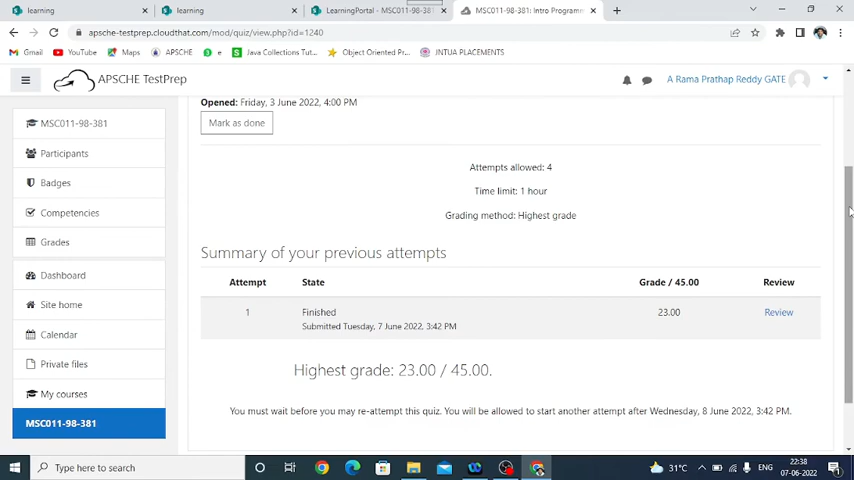 learning
learning
LearningPortal - MSC011-98-381
MSC011-98-381: Intro Programm
apsche-testprep.cloudthat.com/mod/quiz/view.php?id=1240
Gmail
YouTube
Maps
APSCHE
e
Java Collections Tut...
Object Oriented Pr...
JNTUA PLACEMENTS
APSCHE TestPrep
A Rama Prathap Reddy GATE
MSC011-98-381
Participants
Badges
Competencies
Grades
Dashboard
Site home
Calendar
Private files
My courses
MSC011-98-381
Opened: Friday, 3 June 2022, 4:00 PM
Mark as done
Attempts allowed: 4
Time limit: 1 hour
Grading method: Highest grade
Summary of your previous attempts
Attempt State Grade / 45.00 Review
1 Finished 23.00 Review
Submitted Tuesday, 7 June 2022, 3:42 PM
Highest grade: 23.00 / 45.00.
You must wait before you may re-attempt this quiz. You will be allowed to start another attempt after Wednesday, 8 June 2022, 3:42 PM.
Type here to search
31°C
ENG
22:38
07-06-2022